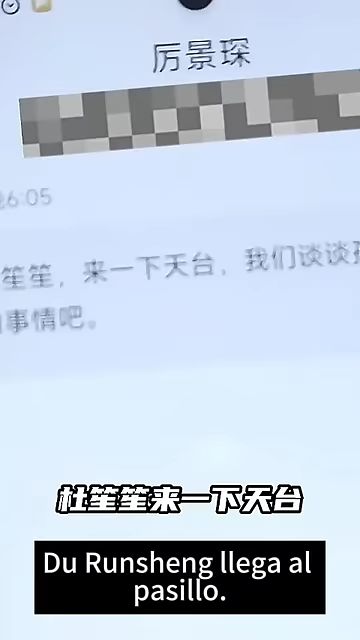 厉景琛
6:05
笙笙，来一下天台，我们谈谈
事情吧。
杜笙笙来一下天台
Du Runsheng llega al
pasillo.